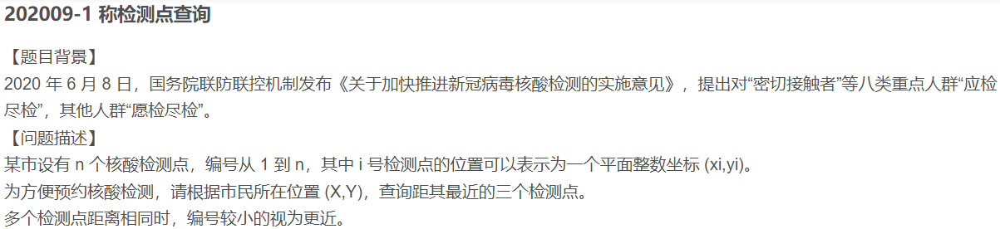 202009-1 称检测点查询
【题目背景】
2020 年 6 月 8 日，国务院联防联控机制发布《关于加快推进新冠病毒核酸检测的实施意见》，提出对“密切接触者”等八类重点人群“应检
尽检”，其他人群“愿检尽检”。
【问题描述】
某市设有 n 个核酸检测点，编号从 1 到 n，其中 i 号检测点的位置可以表示为一个平面整数坐标 (xi,yi)。
为方便预约核酸检测，请根据市民所在位置 (X,Y)，查询距其最近的三个检测点。
多个检测点距离相同时，编号较小的视为更近。